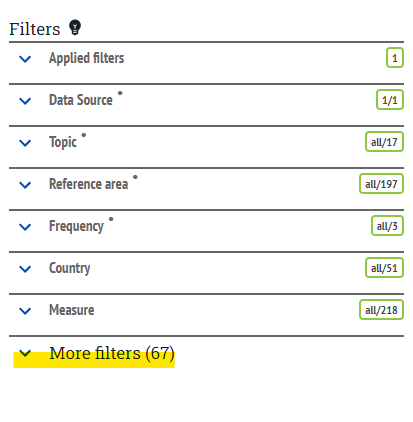 Filters
Applied filters 1
Data Source • 1/1
Topic • all/17
Reference area • all/197
Frequency • all/3
Country all/51
Measure all/218
More filters (67)